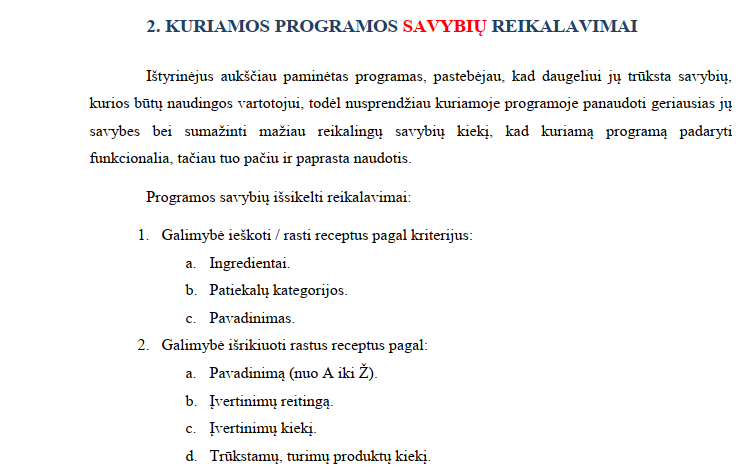 2. KURIAMOS PROGRAMOS SAVYBIŲ REIKALAVIMAI
Ištyrinėjus aukščiau paminėtas programas, pastebėjau, kad daugeliui jų trūksta savybių,
kurios būtų naudingos vartotojui, todėl nusprendžiau kuriamoje programoje panaudoti geriausias jų
savybes bei sumažinti mažiau reikalingų savybių kiekį, kad kuriamą programą padaryti
funkcionalia, tačiau tuo pačiu ir paprasta naudotis.
Programos savybių išsikelti reikalavimai:
1. Galimybė ieškoti / rasti receptus pagal kriterijus:
a. Ingredientai.
b. Patiekalų kategorijos.
c. Pavadinimas.
2. Galimybė išrikiuoti rastus receptus pagal:
a. Pavadinimą (nuo A iki Ž).
b. Įvertinimų reitingą.
c. Įvertinimų kiekį.
d. Trūkstamų, turimų produktų kiekį.